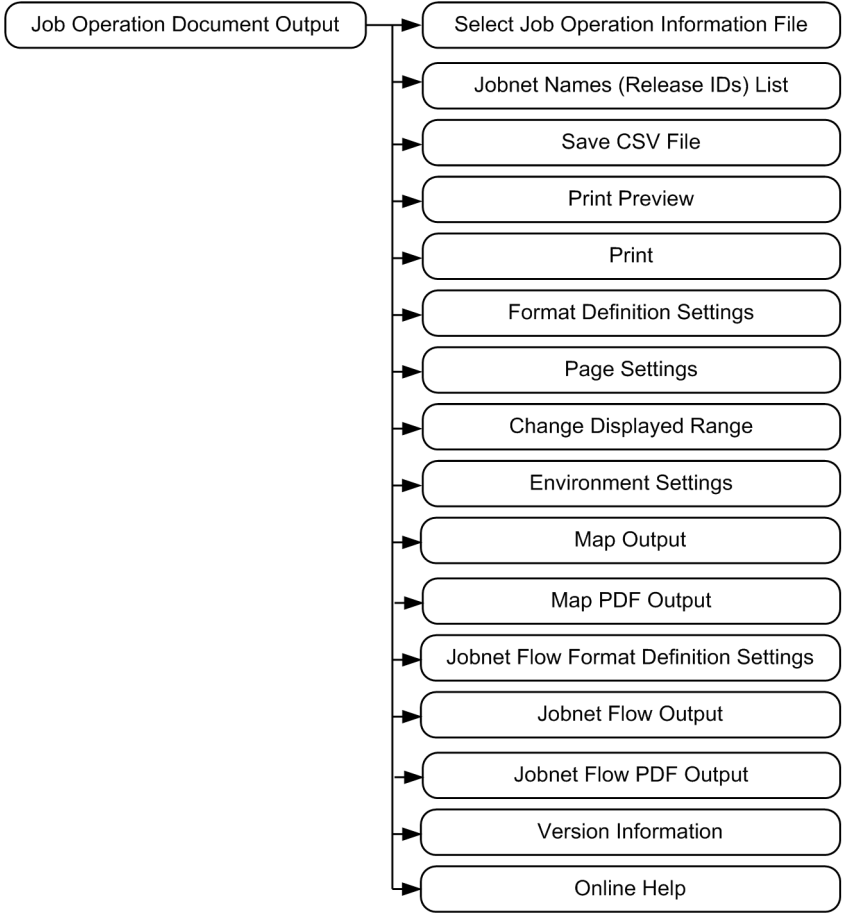 Job Operation Document Output
Select Job Operation Information File
Jobnet Names (Release IDs) List
Save CSV File
Print Preview
Print
Format Definition Settings
Page Settings
Change Displayed Range
Environment Settings
Map Output
Map PDF Output
Jobnet Flow Format Definition Settings
Jobnet Flow Output
Jobnet Flow PDF Output
Version Information
Online Help